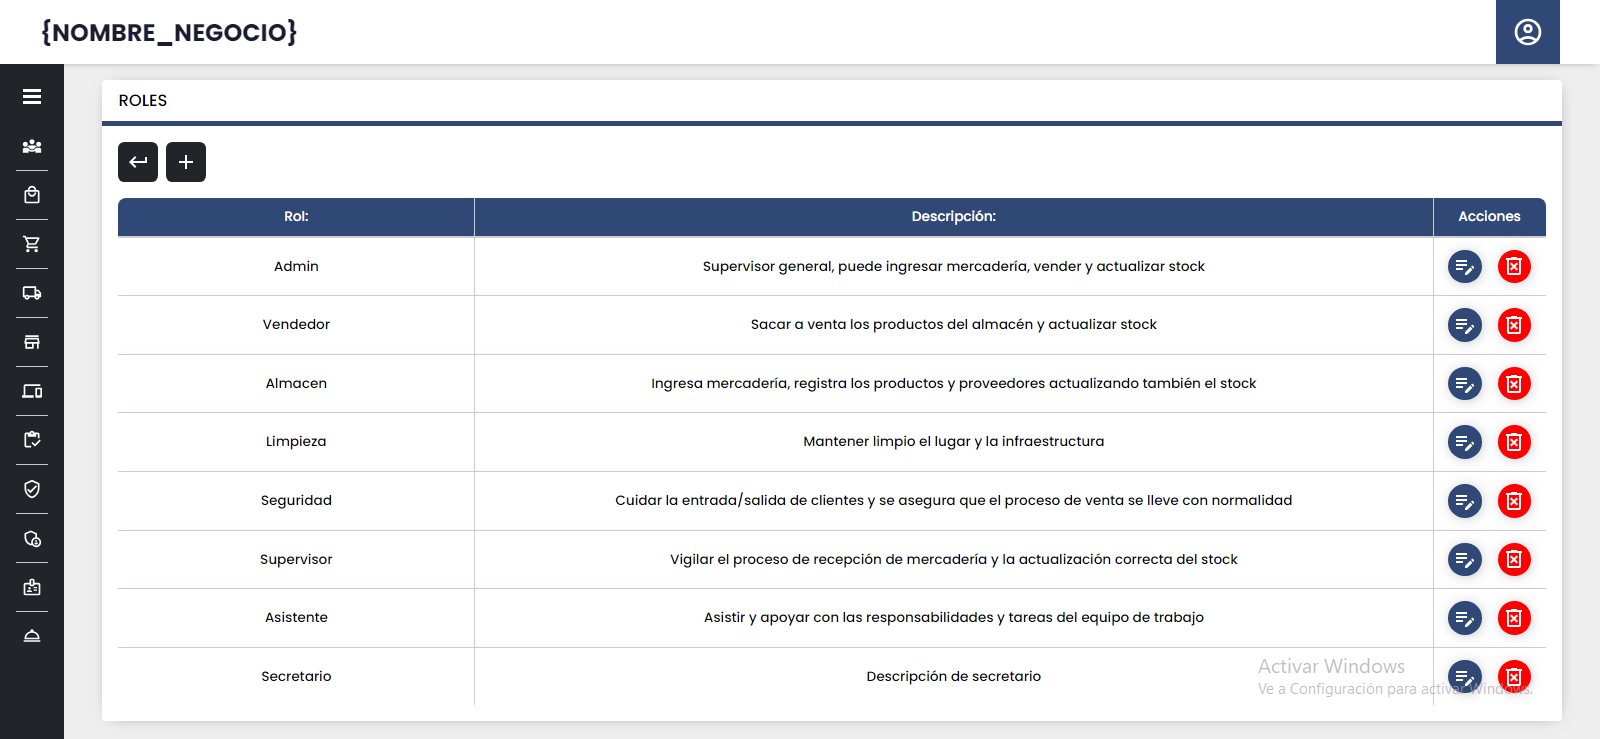 {NOMBRE_NEGOCIO}
ROLES
Rol: Descripción: Acciones
Admin Supervisor general, puede ingresar mercadería, vender y actualizar stock
Vendedor Sacar a venta los productos del almacén y actualizar stock
Almacen Ingresa mercadería, registra los productos y proveedores actualizando también el stock
Limpieza Mantener limpio el lugar y la infraestructura
Seguridad Cuidar la entrada/salida de clientes y se asegura que el proceso de venta se lleve con normalidad
Supervisor Vigilar el proceso de recepción de mercadería y la actualización correcta del stock
Asistente Asistir y apoyar con las responsabilidades y tareas del equipo de trabajo
Secretario Descripción de secretario
Activar Windows
Ve a Configuración para activar Windows.